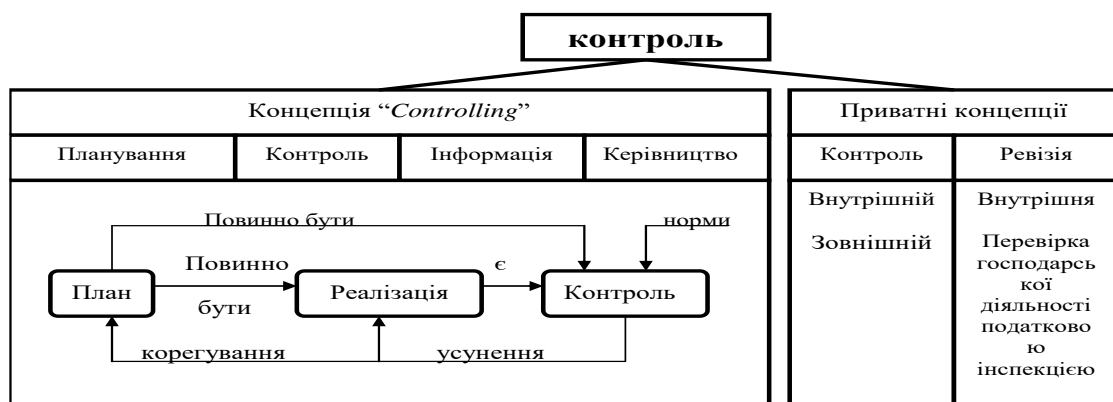 контроль
Концепція “Controlling”
Планування
Контроль
Інформація
Керівництво
Повинно бути
норми
Повинно
бути
є
План
Реалізація
Контроль
корегування
усунення
Приватні концепції
Контроль
Ревізія
Внутрішній
Зовнішній
Внутрішня
Перевірка
господарсь
кої
діяльності
податково
ю
інспекцією